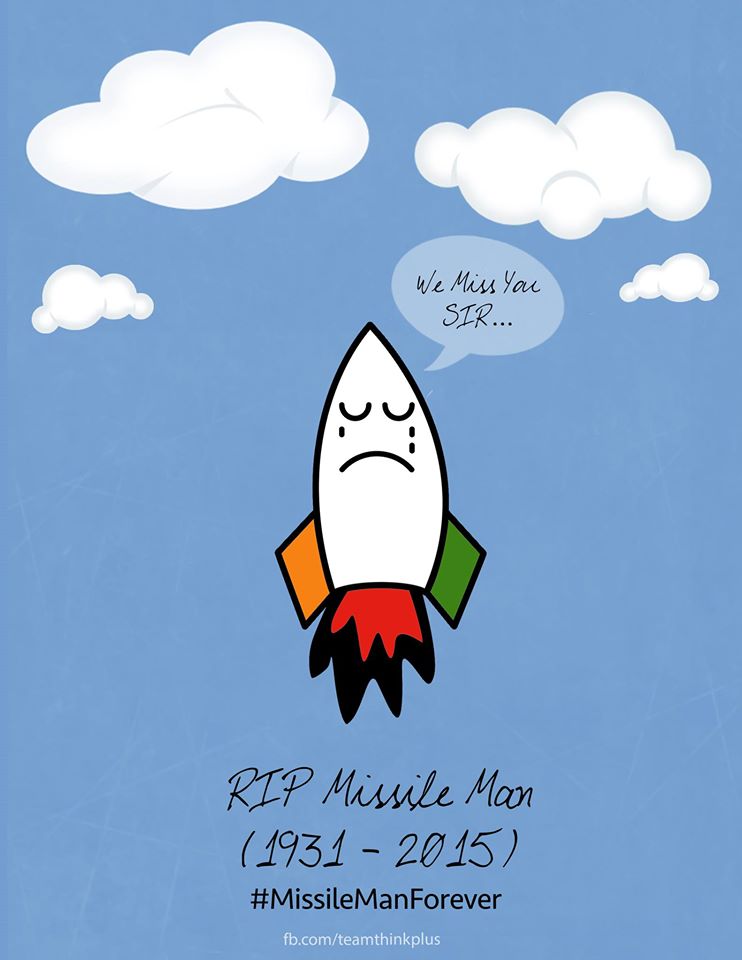 We Miss You
SIR...
RIP Missile Man
(1931 - 2015)
#MissileManForever
fb.com/teamthinkplus